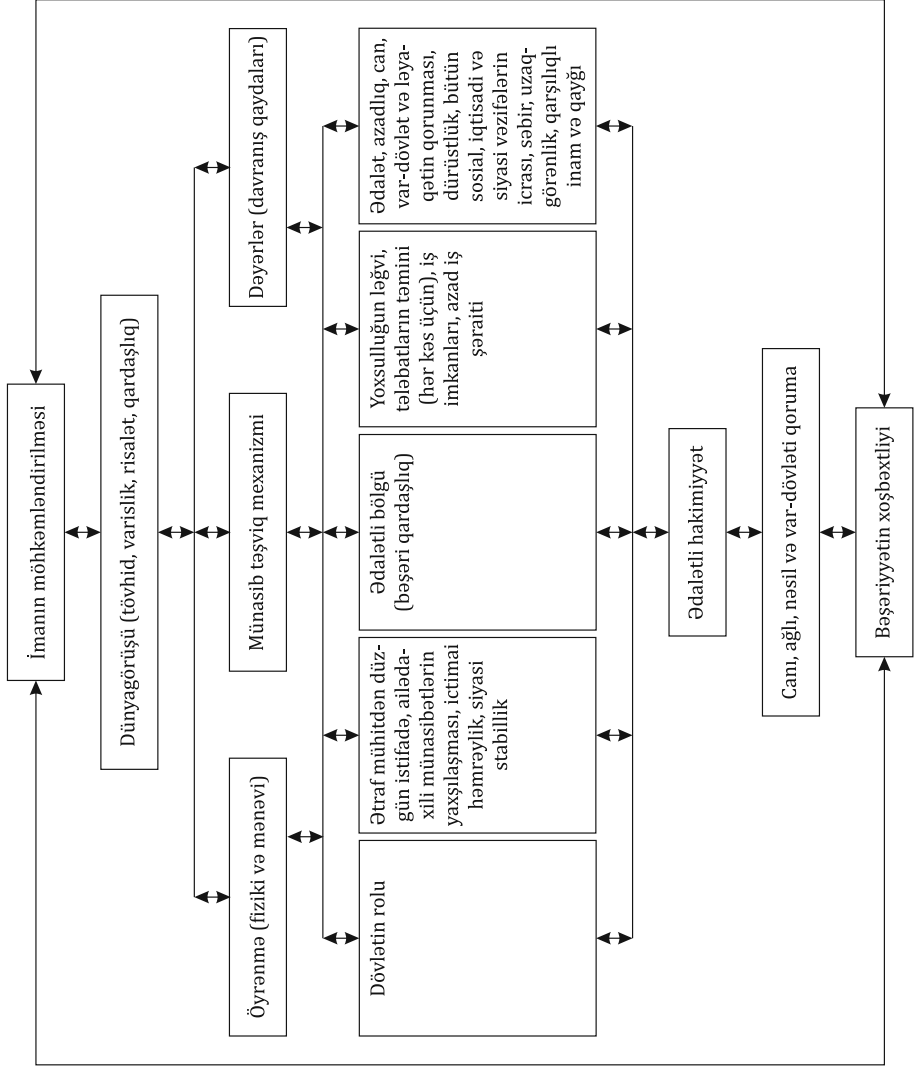 İmanın möhkəmləndirilməsi
Dünyagörüşü (tövhid, varislik, risalət, qardaşlıq)
Öyrənmə (fiziki və mənəvi)
Münasib təşviq mexanizmi
Dəyərlər (davranış qaydaları)
Dövlətin rolu
Ətraf mühitdən düz-
gün istifadə, ailəda-
xili münasibətlərin
yaxşılaşması, ictimai
həmrəylik, siyasi
stabillik
Ədalətli bölgü
(bəşəri qardaşlıq)
Yoxsulluğun ləğvi,
tələbatların təmini
(hər kəs üçün), iş
imkanları, azad iş
şəraiti
Ədalət, azadlıq, can,
var-dövlət və ləya-
qətin qorunması,
dürüstlük, bütün
sosial, iqtisadi və
siyasi vəzifələrin
icrası, səbir, uzaq-
görənlik, qarşılıqlı
inam və qayğı
Ədalətli hakimiyyət
Canı, ağlı, nəsil və var-dövləti qoruma
Bəşəriyyətin xoşbəxtliyi